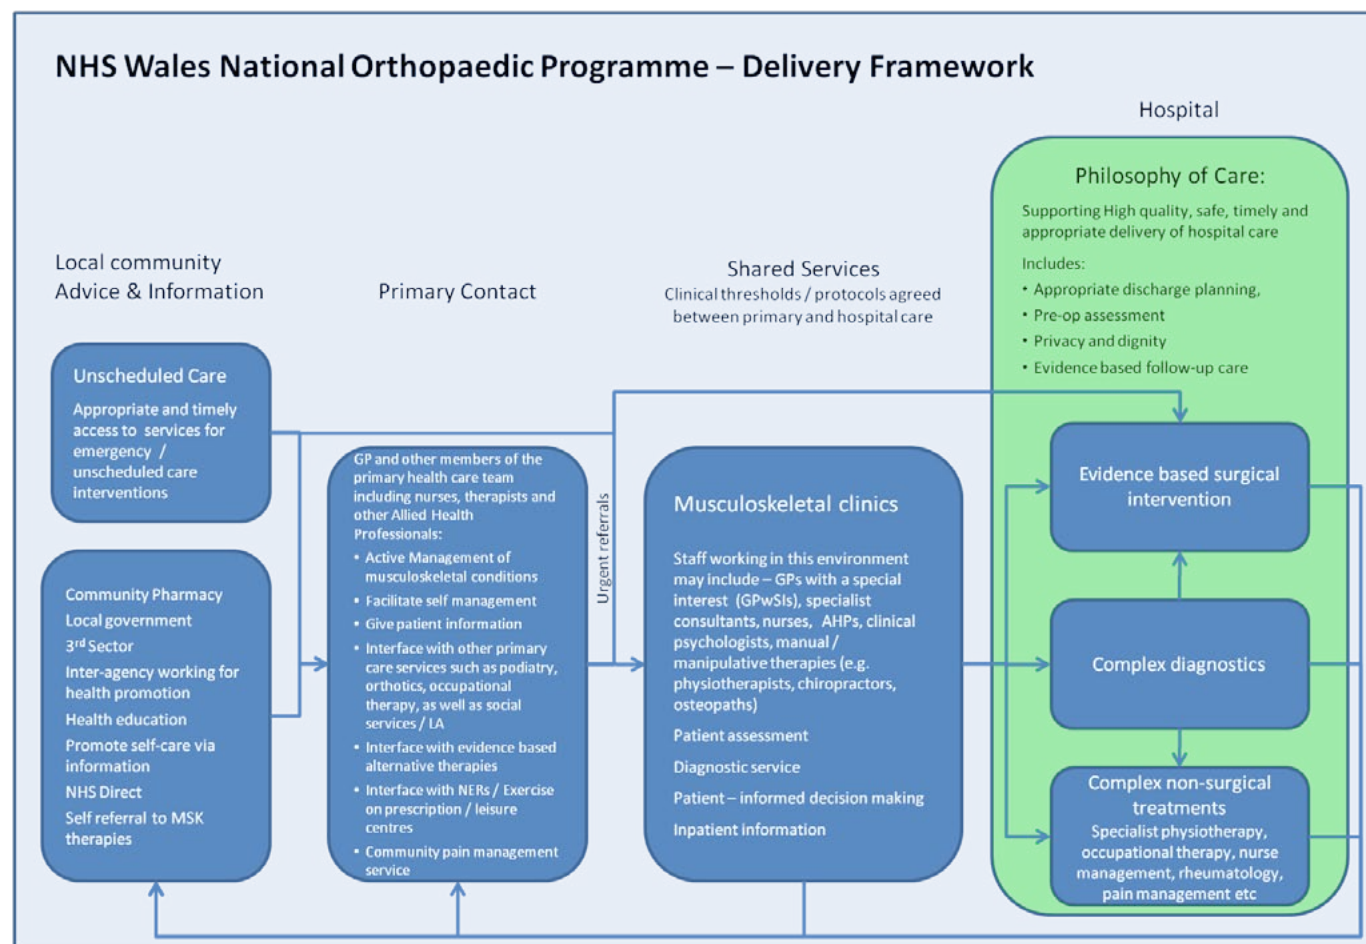 NHS Wales National Orthopaedic Programme – Delivery Framework
Local community
Advice & Information
Unscheduled Care
Appropriate and timely
access to services for
emergency /
unscheduled care
interventions
Community Pharmacy
Local government
3rd Sector
Inter-agency working for
health promotion
Health education
Promote self-care via
information
NHS Direct
Self referral to MSK
therapies
Primary Contact
GP and other members of the
primary health care team
including nurses, therapists and
other Allied Health
Professionals:
• Active Management of
musculoskeletal conditions
• Facilitate self management
• Give patient information
• Interface with other primary
care services such as podiatry,
orthotics, occupational
therapy, as well as social
services / LA
• Interface with evidence based
alternative therapies
• Interface with NERs / Exercise
on prescription / leisure
centres
• Community pain management
service
Urgent referrals
Shared Services
Clinical thresholds / protocols agreed
between primary and hospital care
Musculoskeletal clinics
Staff working in this environment
may include – GPs with a special
interest (GPwSIs), specialist
consultants, nurses, AHPs, clinical
psychologists, manual /
manipulative therapies (e.g.
physiotherapists, chiropractors,
osteopaths)
Patient assessment
Diagnostic service
Patient – informed decision making
Inpatient information
Hospital
Philosophy of Care:
Supporting High quality, safe, timely and
appropriate delivery of hospital care
Includes:
• Appropriate discharge planning,
• Pre-op assessment
• Privacy and dignity
• Evidence based follow-up care
Evidence based surgical
intervention
Complex diagnostics
Complex non-surgical
treatments
Specialist physiotherapy,
occupational therapy, nurse
management, rheumatology,
pain management etc